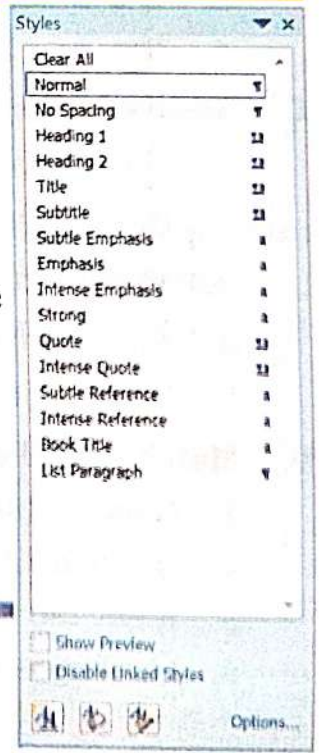 Styles
Clear All
Normal ¶
No Spacing ¶
Heading 1 ¶a
Heading 2 ¶a
Title ¶a
Subtitle ¶a
Subtle Emphasis a
Emphasis a
Intense Emphasis a
Strong a
Quote ¶a
Intense Quote ¶a
Subtle Reference a
Intense Reference a
Book Title a
List Paragraph ¶
Show Preview
Disable Linked Styles
Options...